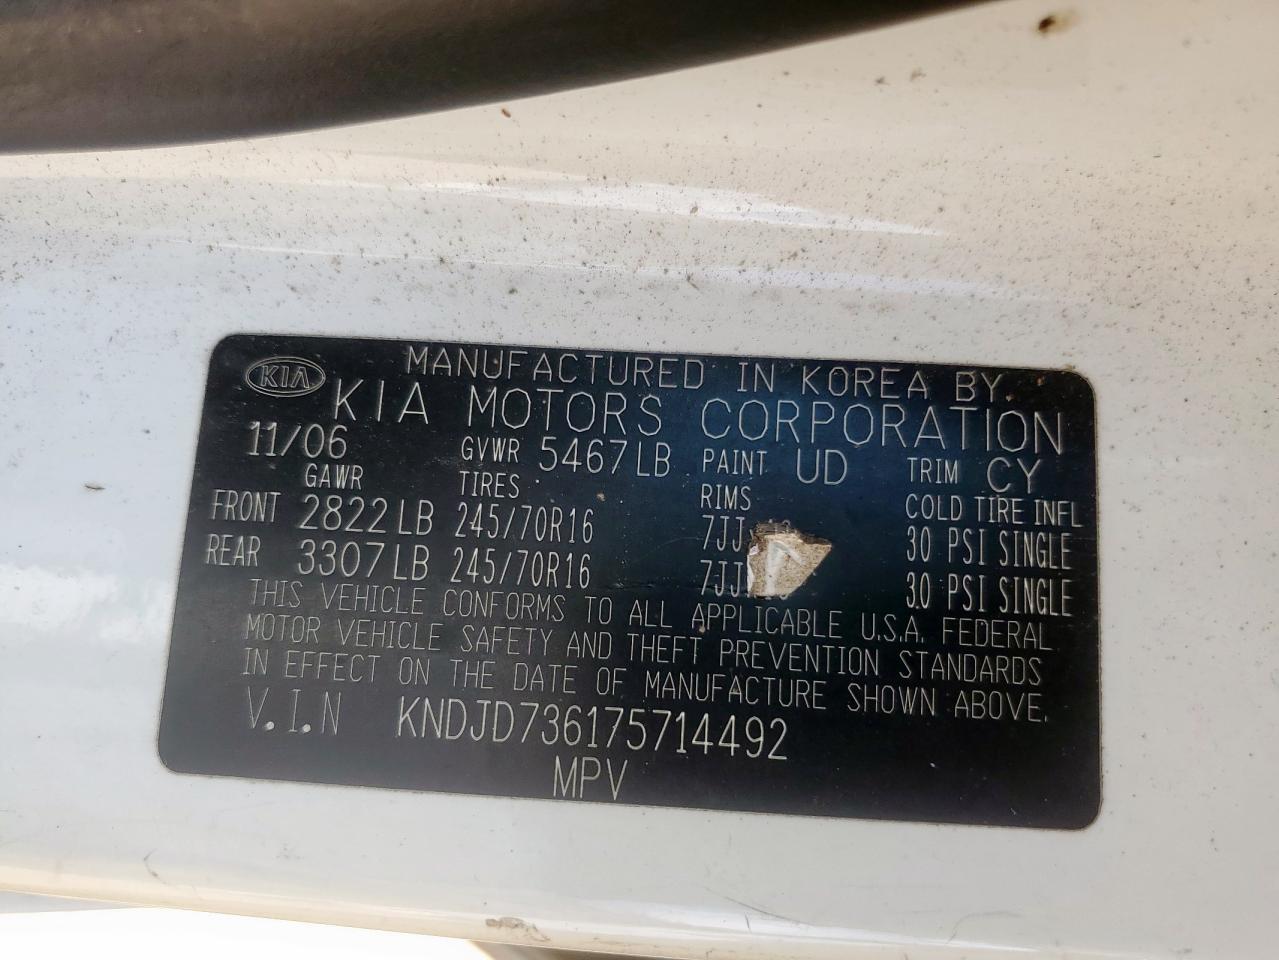 KIA
MANUFACTURED IN KOREA BY
KIA MOTORS CORPORATION
11/06 GVWR 5467LB PAINT UD TRIM CY
GAWR TIRES RIMS COLD TIRE INFL
FRONT 2822LB 245/70R16 30 PSI SINGLE
REAR 3307LB 245/70R16 30 PSI SINGLE
THIS VEHICLE CONFORMS TO ALL APPLICABLE U.S.A. FEDERAL
MOTOR VEHICLE SAFETY AND THEFT PREVENTION STANDARDS
IN EFFECT ON THE DATE OF MANUFACTURE SHOWN ABOVE.
V.I.N KNDJD736175714492
MPV